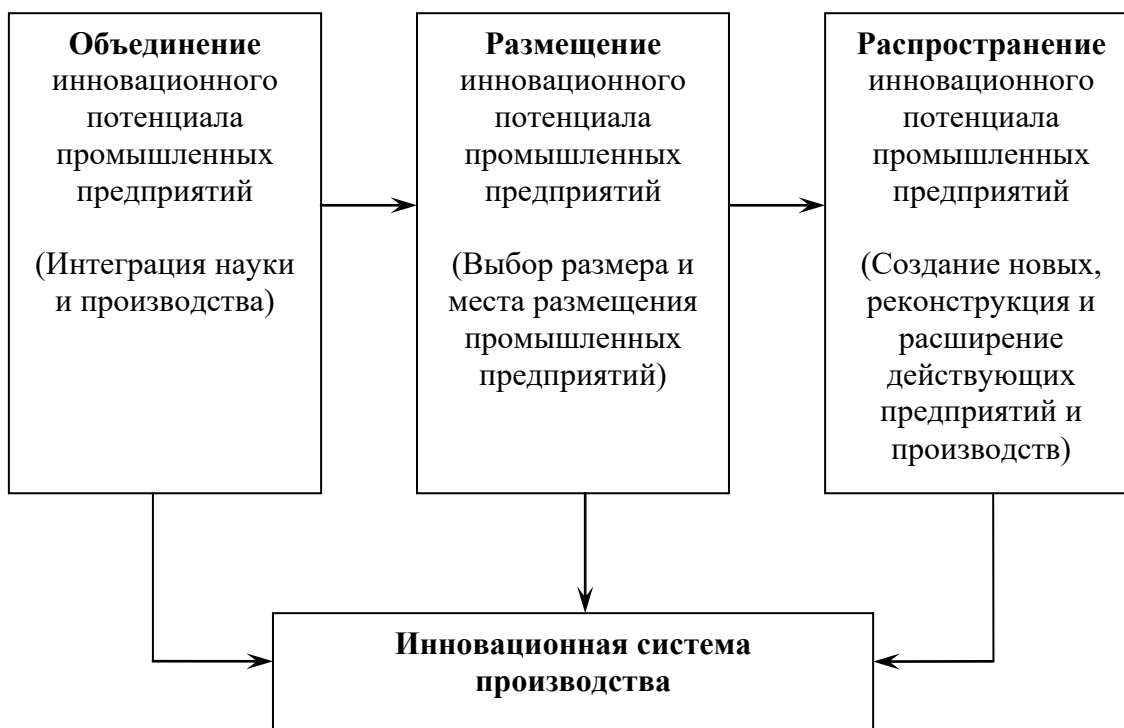 Объединение
инновационного
потенциала
промышленных
предприятий
(Интеграция науки
и производства)
Размещение
инновационного
потенциала
промышленных
предприятий
(Выбор размера и
места размещения
промышленных
предприятий)
Распространение
инновационного
потенциала
промышленных
предприятий
(Создание новых,
реконструкция и
расширение
действующих
предприятий и
производств)
Инновационная система
производства